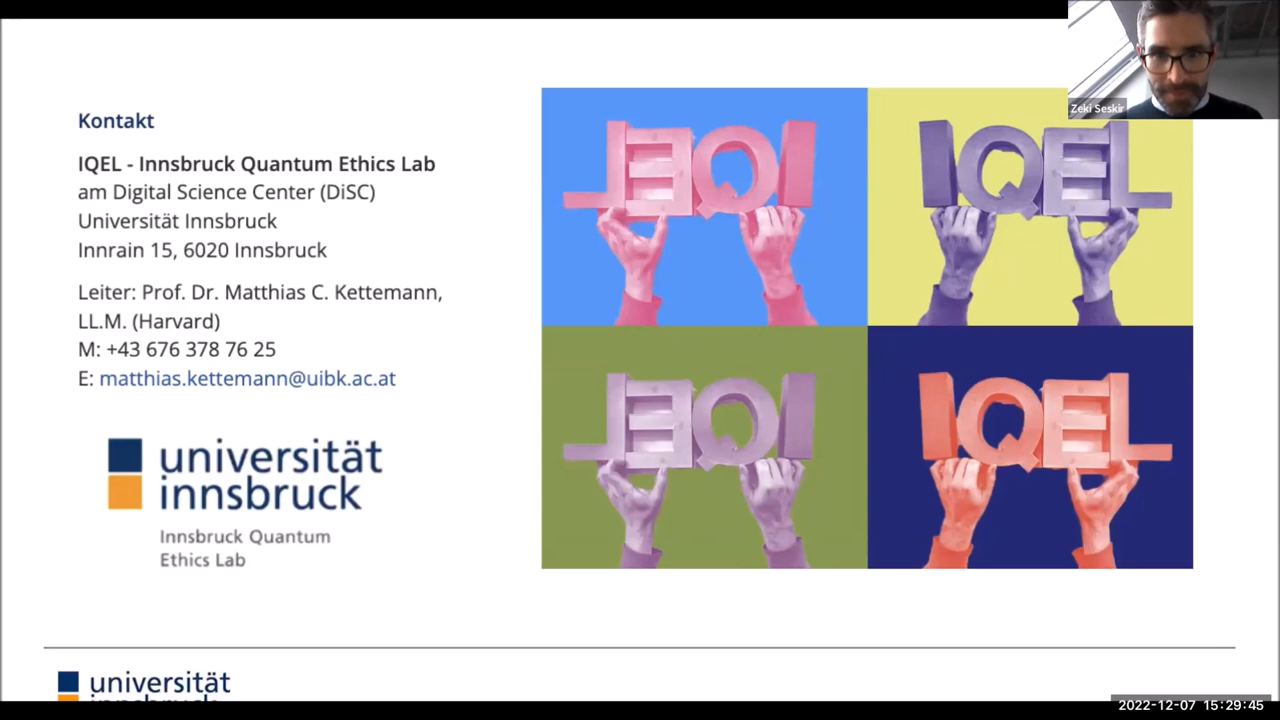 Kontakt
IQEL - Innsbruck Quantum Ethics Lab
am Digital Science Center (DiSC)
Universität Innsbruck
Innrain 15, 6020 Innsbruck
Leiter: Prof. Dr. Matthias C. Kettemann,
LL.M. (Harvard)
M: +43 676 378 76 25
E: matthias.kettemann@uibk.ac.at
universität
innsbruck
Innsbruck Quantum
Ethics Lab
IQEL
IQEL
IQEL
IQEL
Zeki Seskir
universität
innsbruck
2022-12-07 15:29:45